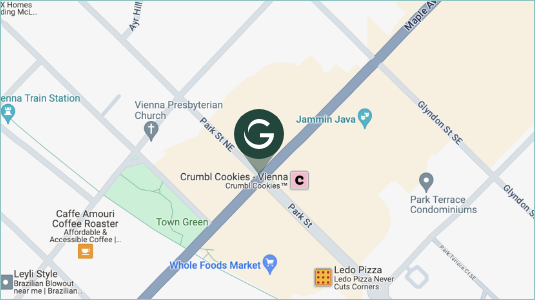 X Homes
ding McL...
Ayr Hill
Maple Av
enna Train Station
Vienna Presbyterian
Church
Park St NE
Jammin Java
Glyndon St SE
Crumbl Cookies - Vienna
Crumbl Cookies™
C
G
Park St
Park Terrace
Condominiums
Glyndon
Caffe Amouri
Coffee Roaster
Affordable &
Accessible Coffee |...
Town Green
Park Terrace Ct SE
Whole Foods Market
Ledo Pizza
Ledo Pizza Never
Cuts Corners
Leyli Style
Brazilian Blowout
near me | Brazilian...